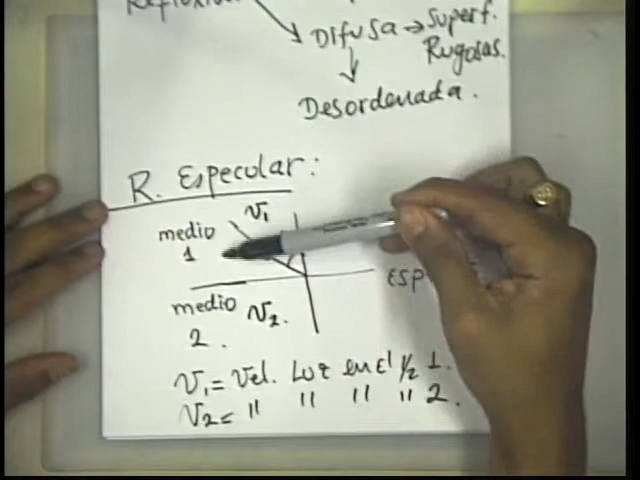 Difusa → Superf.
Rugosas.
Desordenada.
R. Especular:
medio V1
1
ESP
medio V2.
2.
V1 = Vel. Luz en el 1/2 1.
V2 = " " " " 2.